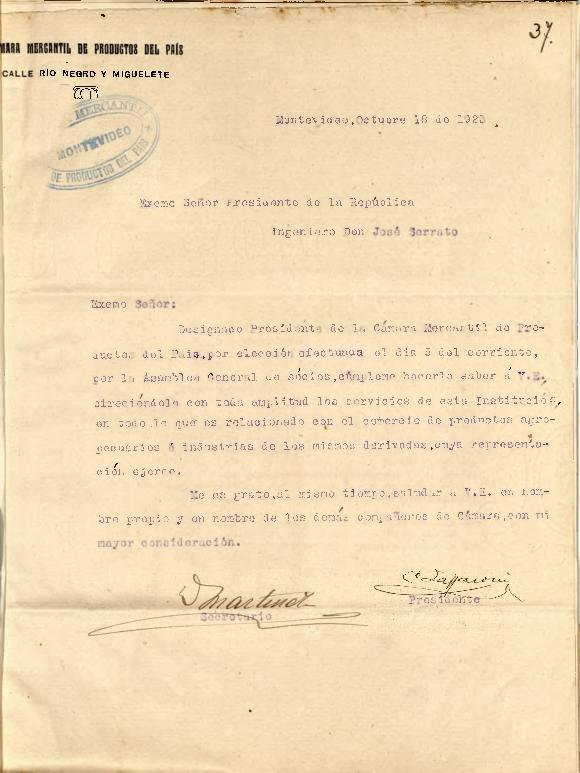 37.
MARA MERCANTIL DE PRODUCTOS DEL PAÍS
CALLE RÍO NEGRO Y MIGUELETE
MERCANTIL
MONTEVIDEO
DE PRODUCTOS DEL PAIS
Montevideo, Octubre 18 de 1923
Exemo Señor Presidente de la República
Ingeniero Don José Serrato
Exemo Señor:
Designado Presidente de la Cámara Mercantil de Pro-
ductos del País, por elección efectuada el día 5 del corriente,
por la Asamblea General de sócios, cúmpleme hacerlo saber á V.E.,
ofreciéndole con toda amplitud los servicios de esta Institución,
en todo lo que es relacionado con el comercio de productos agro-
pecuarios é industrias de los mismos derivadas, cuya representa-
ción ejerce.
Me es grato, al mismo tiempo, saludar a V.E. en nom-
bre propio y en nombre de los demás compañeros de Cámara, con mi
mayor consideración.
Presidente
Secretario